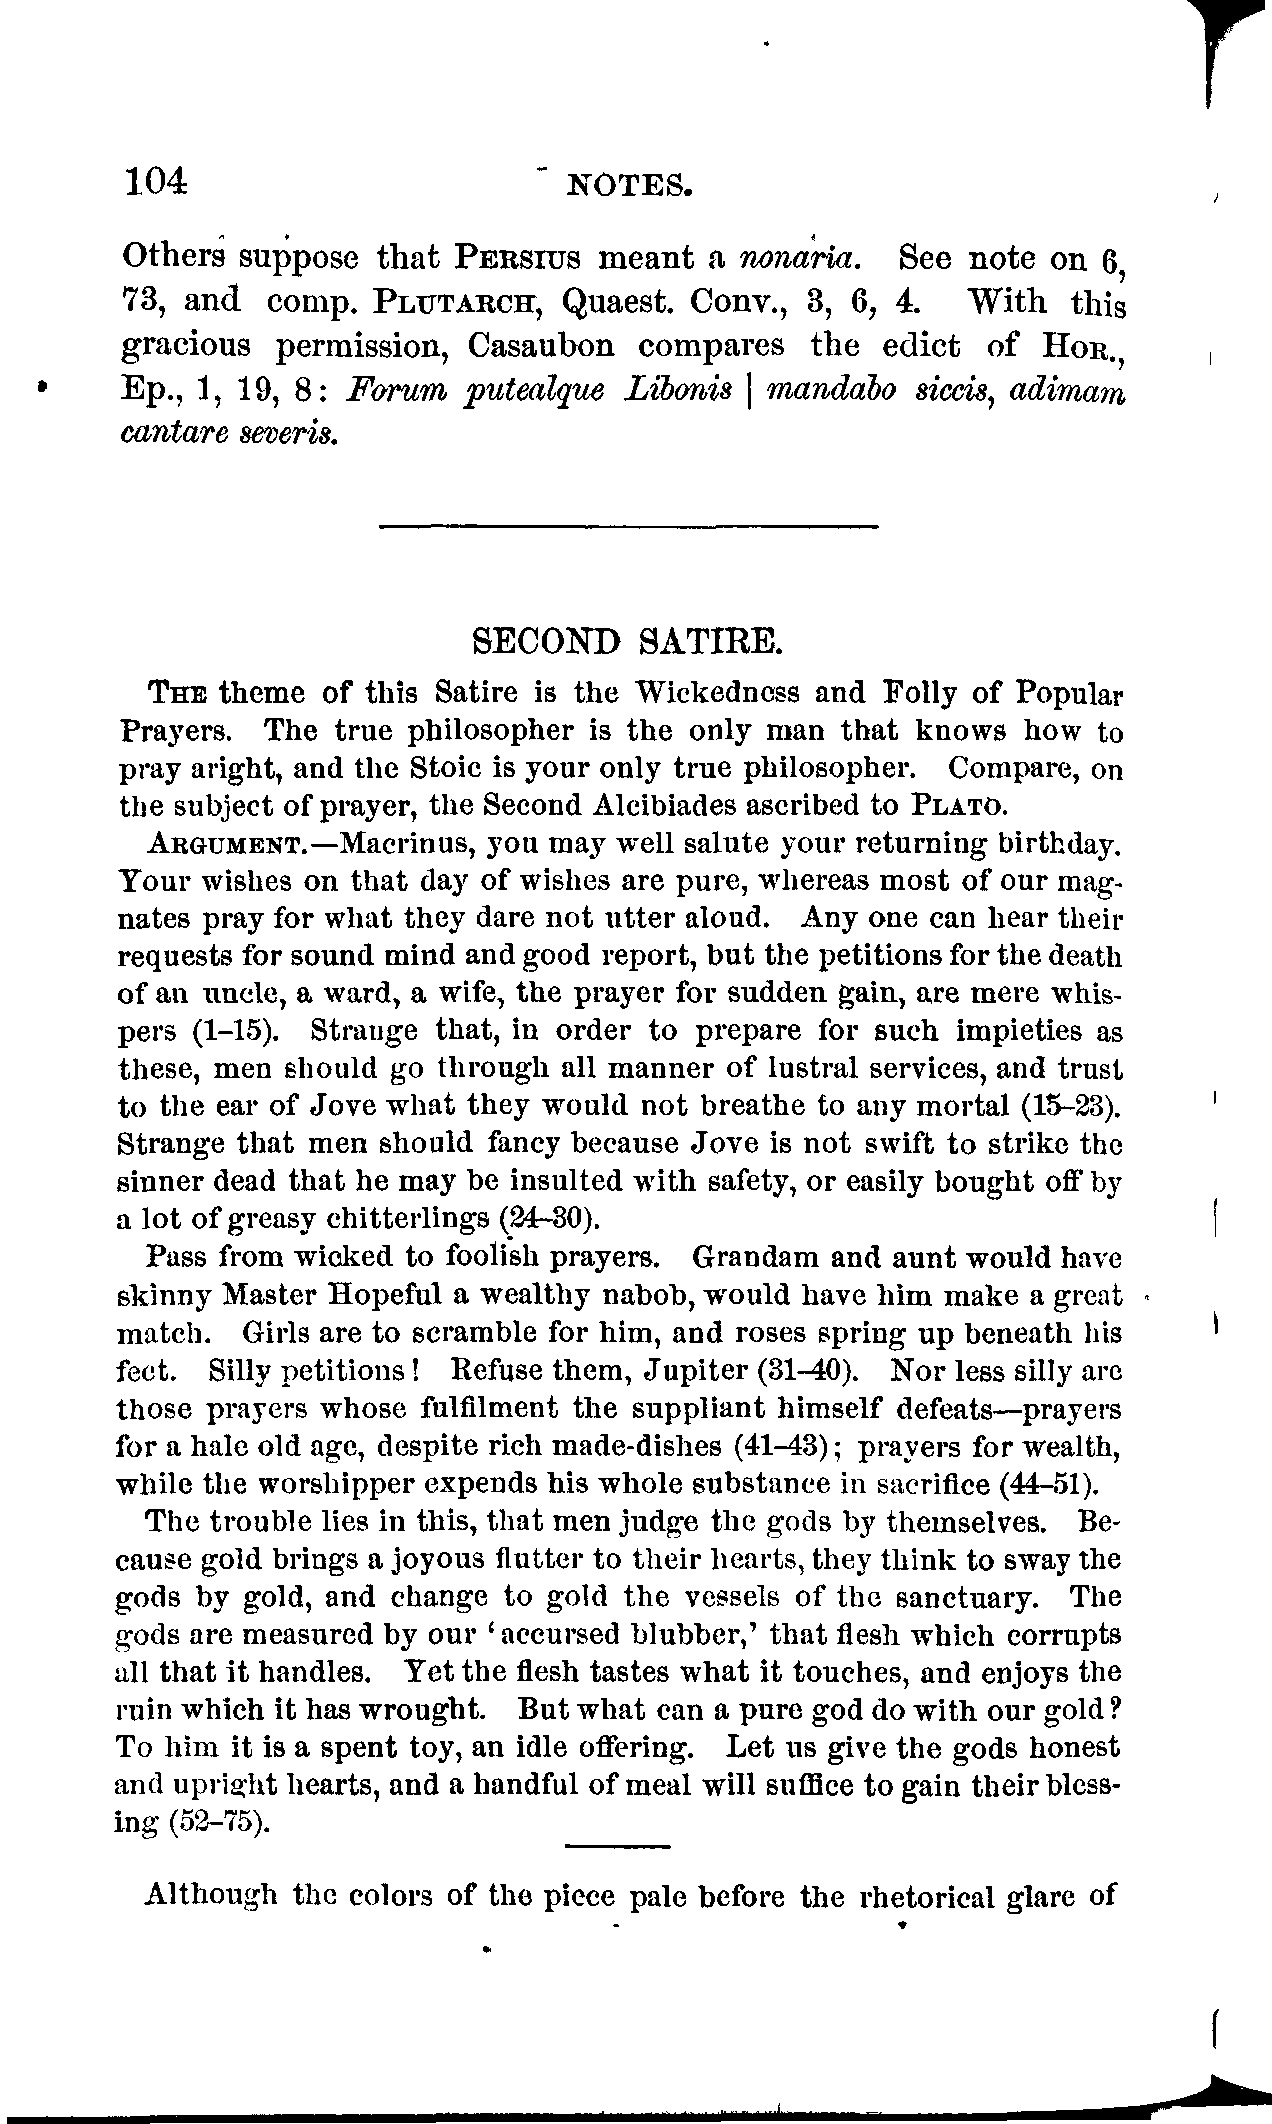 104 NOTES.
Others suppose that PERSIUS meant a nonaria. See note on 6,
73, and comp. PLUTARCH, Quaest. Conv., 3, 6, 4. With this
gracious permission, Casaubon compares the edict of HOR.,
Ep., 1, 19, 8: Forum putealque Libonis | mandabo siccis, adimam
cantare severis.
SECOND SATIRE.
THE theme of this Satire is the Wickedness and Folly of Popular
Prayers. The true philosopher is the only man that knows how to
pray aright, and the Stoic is your only true philosopher. Compare, on
the subject of prayer, the Second Alcibiades ascribed to PLATO.
ARGUMENT.—Macrinus, you may well salute your returning birthday.
Your wishes on that day of wishes are pure, whereas most of our mag-
nates pray for what they dare not utter aloud. Any one can hear their
requests for sound mind and good report, but the petitions for the death
of an uncle, a ward, a wife, the prayer for sudden gain, are mere whis-
pers (1–15). Strange that, in order to prepare for such impieties as
these, men should go through all manner of lustral services, and trust
to the ear of Jove what they would not breathe to any mortal (15–23).
Strange that men should fancy because Jove is not swift to strike the
sinner dead that he may be insulted with safety, or easily bought off by
a lot of greasy chitterlings (24–30).
Pass from wicked to foolish prayers. Grandam and aunt would have
skinny Master Hopeful a wealthy nabob, would have him make a great
match. Girls are to scramble for him, and roses spring up beneath his
feet. Silly petitions! Refuse them, Jupiter (31–40). Nor less silly are
those prayers whose fulfilment the suppliant himself defeats—prayers
for a hale old age, despite rich made-dishes (41–43); prayers for wealth,
while the worshipper expends his whole substance in sacrifice (44–51).
The trouble lies in this, that men judge the gods by themselves. Be-
cause gold brings a joyous flutter to their hearts, they think to sway the
gods by gold, and change to gold the vessels of the sanctuary. The
gods are measured by our ‘accursed blubber,’ that flesh which corrupts
all that it handles. Yet the flesh tastes what it touches, and enjoys the
ruin which it has wrought. But what can a pure god do with our gold?
To him it is a spent toy, an idle offering. Let us give the gods honest
and upright hearts, and a handful of meal will suffice to gain their bless-
ing (52–75).
Although the colors of the piece pale before the rhetorical glare of